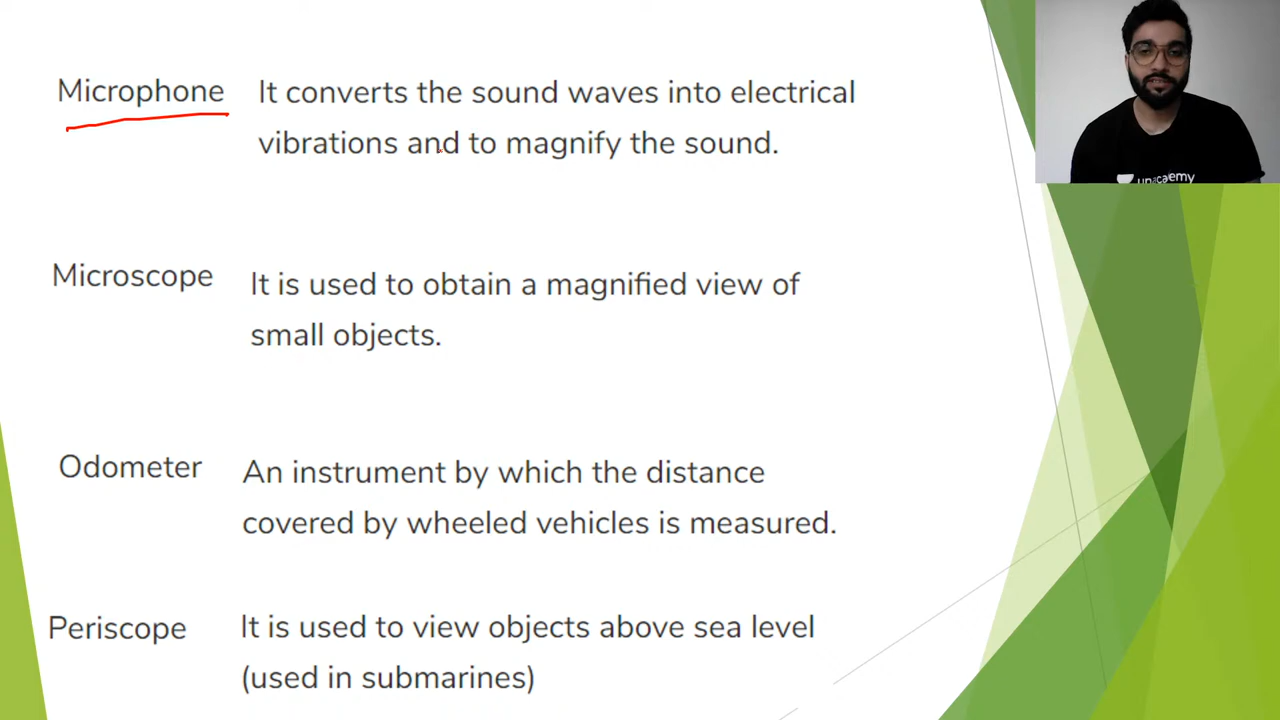 Microphone It converts the sound waves into electrical
vibrations and to magnify the sound.
Microscope It is used to obtain a magnified view of
small objects.
Odometer An instrument by which the distance
covered by wheeled vehicles is measured.
Periscope It is used to view objects above sea level
(used in submarines)
unacademy